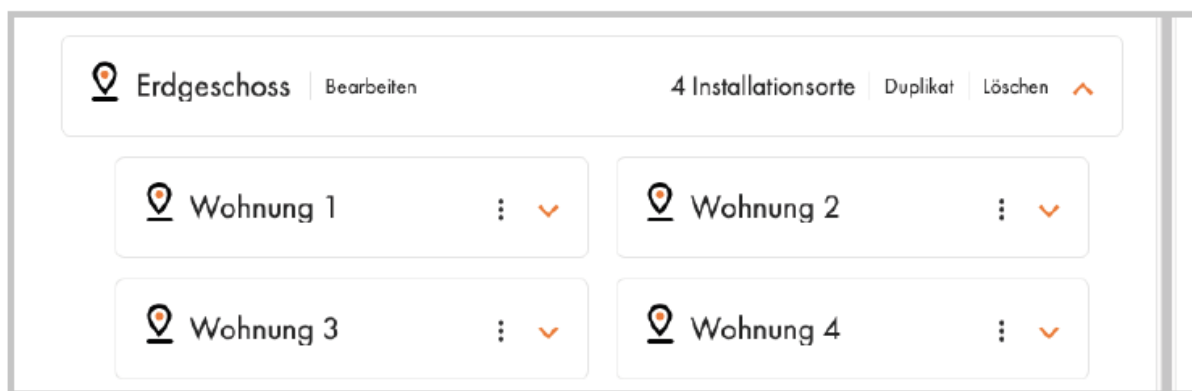 Erdgeschoss Bearbeiten 4 Installationsorte Duplikat Löschen
Wohnung 1 Wohnung 2
Wohnung 3 Wohnung 4